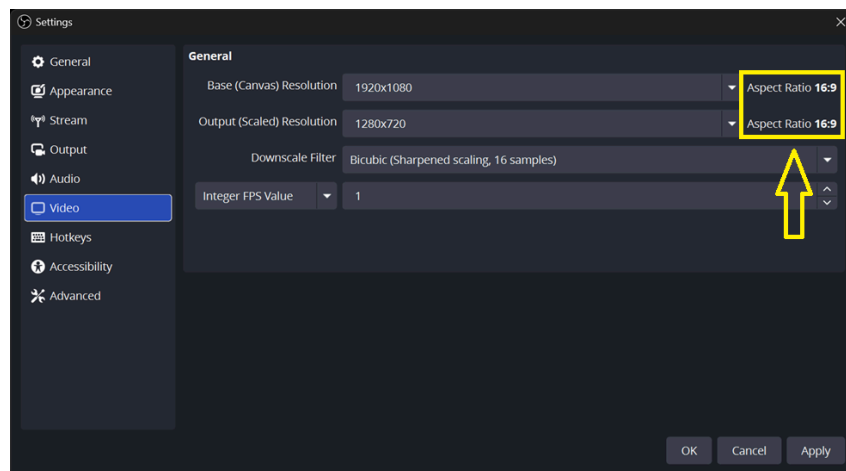 Settings
General
Appearance
Stream
Output
Audio
Video
Hotkeys
Accessibility
Advanced
General
Base (Canvas) Resolution 1920x1080 Aspect Ratio 16:9
Output (Scaled) Resolution 1280x720 Aspect Ratio 16:9
Downscale Filter Bicubic (Sharpened scaling, 16 samples)
Integer FPS Value 1
OK Cancel Apply